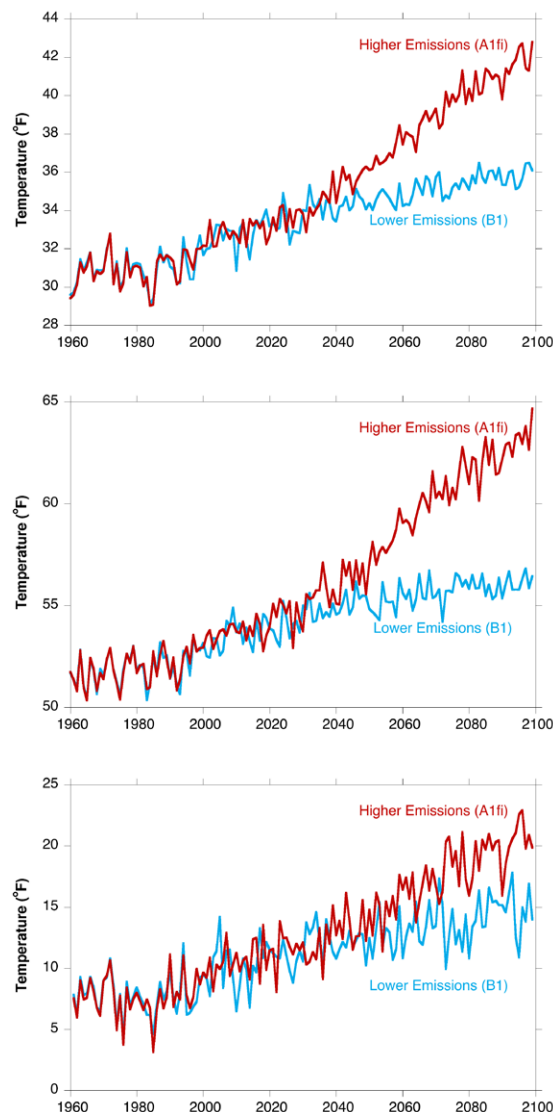 44
42
40
38
36
34
32
30
28
Temperature (°F)
Higher Emissions (A1fi)
Lower Emissions (B1)
1960 1980 2000 2020 2040 2060 2080 2100
65
60
55
50
Temperature (°F)
Higher Emissions (A1fi)
Lower Emissions (B1)
1960 1980 2000 2020 2040 2060 2080 2100
25
20
15
10
5
0
Temperature (°F)
Higher Emissions (A1fi)
Lower Emissions (B1)
1960 1980 2000 2020 2040 2060 2080 2100